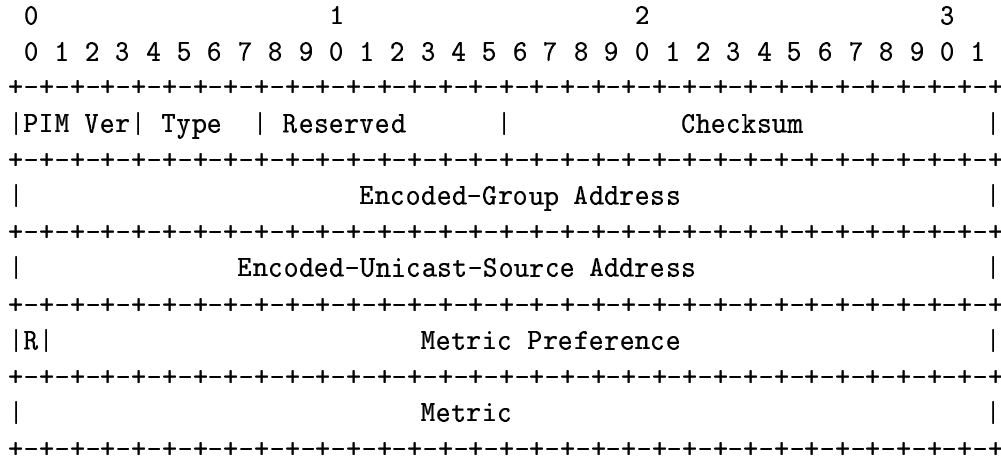 0                   1                   2                   3
 0 1 2 3 4 5 6 7 8 9 0 1 2 3 4 5 6 7 8 9 0 1 2 3 4 5 6 7 8 9 0 1
+-+-+-+-+-+-+-+-+-+-+-+-+-+-+-+-+-+-+-+-+-+-+-+-+-+-+-+-+-+-+-+-+
|PIM Ver| Type  | Reserved      |           Checksum            |
+-+-+-+-+-+-+-+-+-+-+-+-+-+-+-+-+-+-+-+-+-+-+-+-+-+-+-+-+-+-+-+-+
|                      Encoded-Group Address                    |
+-+-+-+-+-+-+-+-+-+-+-+-+-+-+-+-+-+-+-+-+-+-+-+-+-+-+-+-+-+-+-+-+
|              Encoded-Unicast-Source Address                   |
+-+-+-+-+-+-+-+-+-+-+-+-+-+-+-+-+-+-+-+-+-+-+-+-+-+-+-+-+-+-+-+-+
|R|                        Metric Preference                    |
+-+-+-+-+-+-+-+-+-+-+-+-+-+-+-+-+-+-+-+-+-+-+-+-+-+-+-+-+-+-+-+-+
|                          Metric                               |
+-+-+-+-+-+-+-+-+-+-+-+-+-+-+-+-+-+-+-+-+-+-+-+-+-+-+-+-+-+-+-+-+